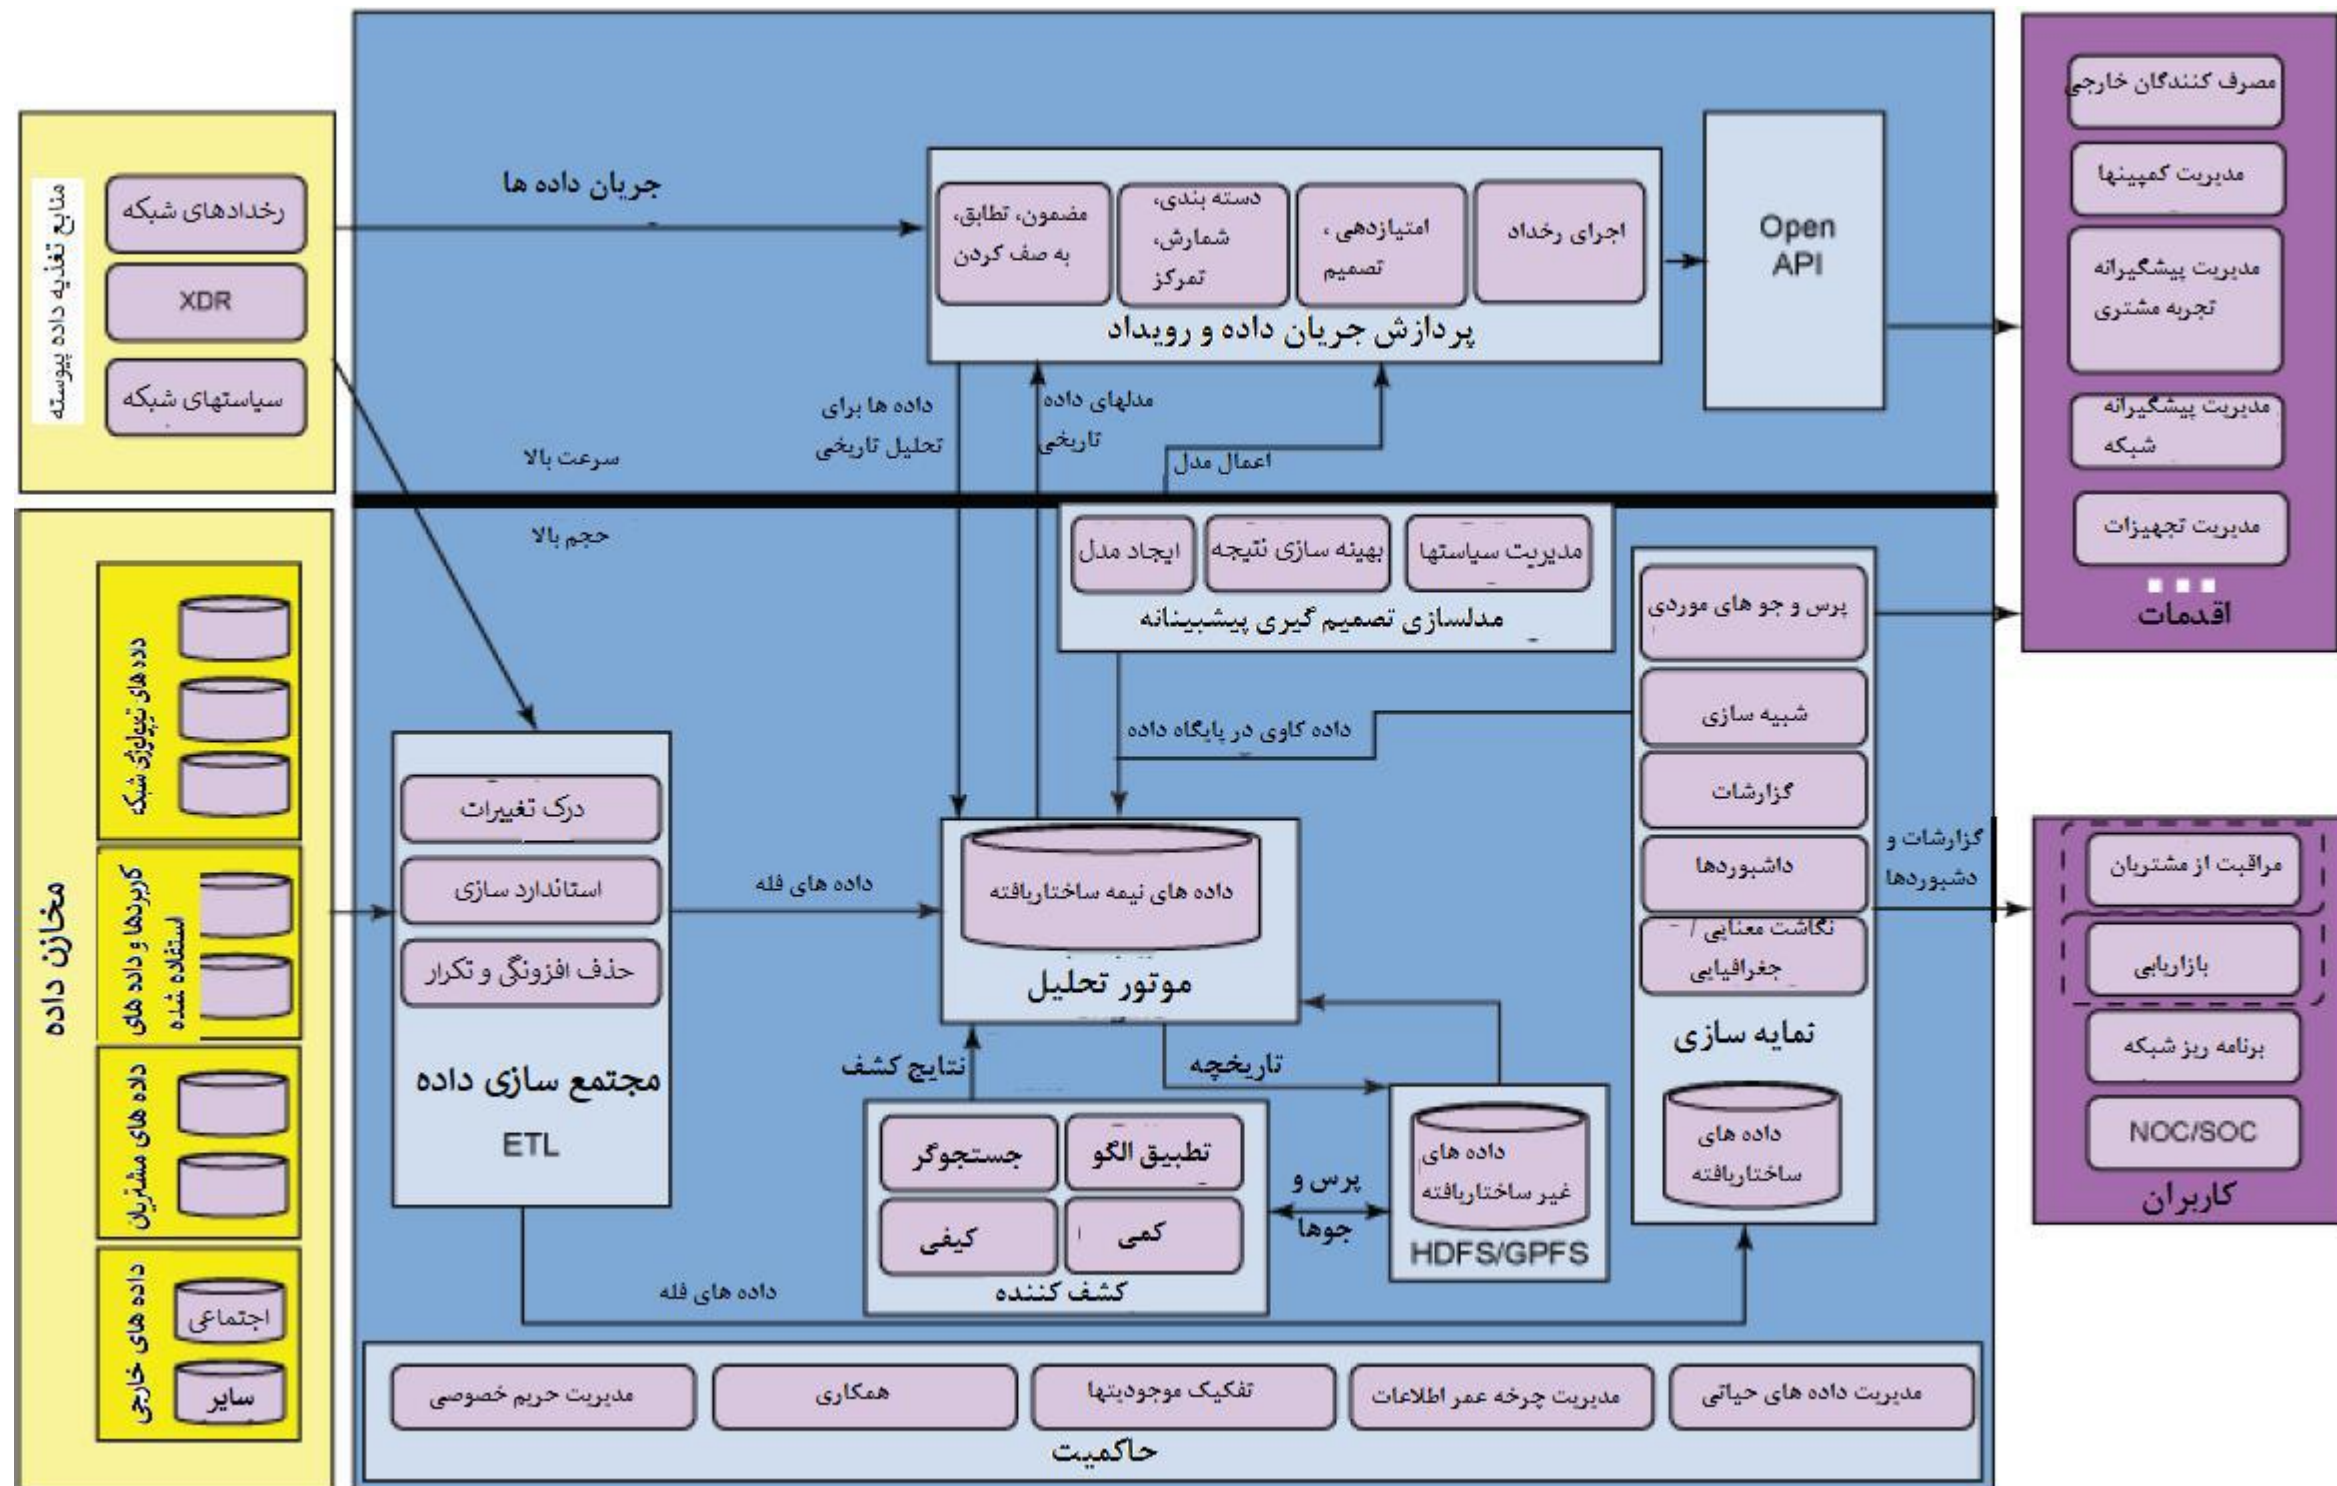 منابع تغذیه داده پیوسته
رخدادهای شبکه
XDR
سیاستهای شبکه
جریان داده ها
مضمون، تطابق،
به صف کردن
دسته بندی،
شمارش،
تمرکز
امتیازدهی ،
تصمیم
اجرای رخداد
پردازش جریان داده و رویداد
Open
API
مصرف کنندگان خارجی
مدیریت کمپینها
مدیریت پیشگیرانه
تجربه مشتری
مدیریت پیشگیرانه
شبکه
مدیریت تجهیزات
اقدمات
داده ها برای
تحلیل تاریخی
مدلهای داده
تاریخی
اعمال مدل
سرعت بالا
حجم بالا
ایجاد مدل
بهینه سازی نتیجه
مدیریت سیاستها
مدلسازی تصمیم گیری پیشبینانه
داده کاوی در پایگاه داده
پرس و جو های موردی
شبیه سازی
گزارشات
داشبوردها
نگاشت معنایی / -
جغرافیایی
نمایه سازی
داده های
ساختاریافته
گزارشات و
دشبوردها
مراقبت از مشتریان
بازاریابی
برنامه ریز شبکه
NOC/SOC
کاربران
مخازن داده
داده های توپولوژی شبکه
کاربردها و داده های
استفاده شده
داده های مشتریان
داده های خارجی
اجتماعی
سایر
درک تغییرات
استاندارد سازی
حذف افزونگی و تکرار
مجتمع سازی داده
ETL
داده های فله
داده های نیمه ساختاریافته
موتور تحلیل
نتایج کشف
تاریخچه
جستجوگر
تطبیق الگو
کیفی
کمی
کشف کننده
پرس و
جوها
داده های
غیر ساختاریافته
HDFS/GPFS
داده های فله
مدیریت حریم خصوصی
همکاری
تفکیک موجودیتها
مدیریت چرخه عمر اطلاعات
مدیریت داده های حیاتی
حاکمیت